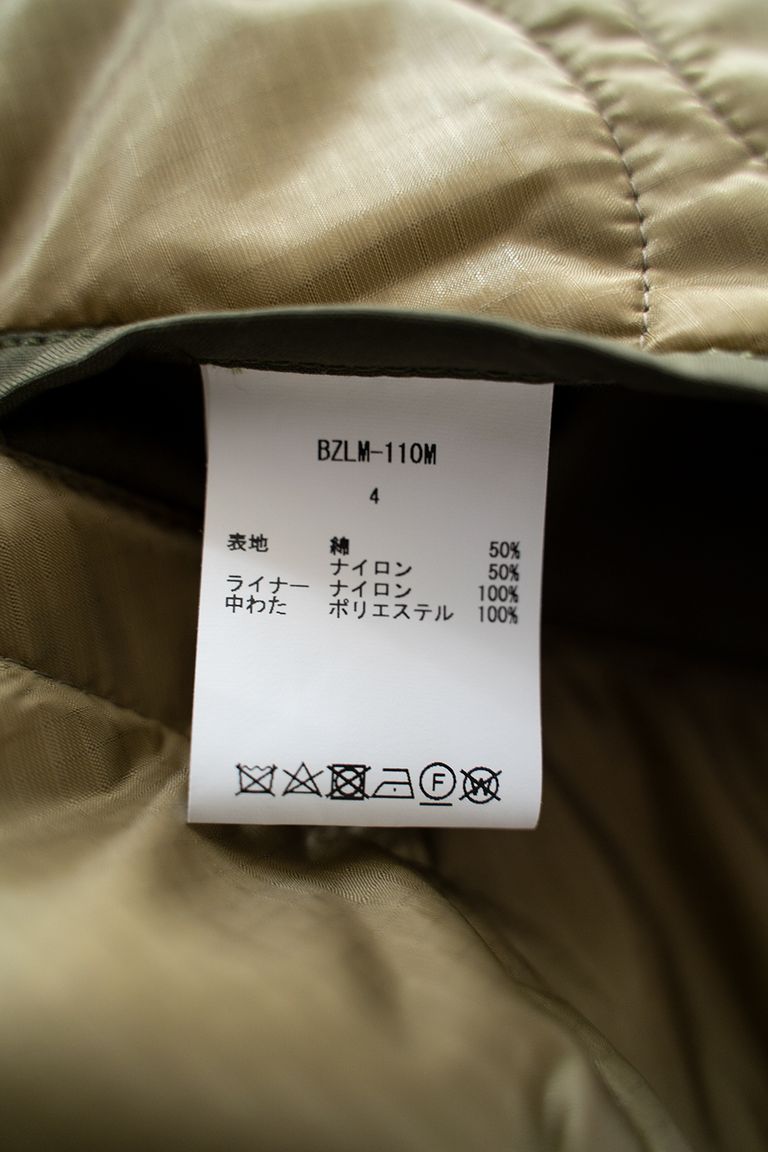 BZLM-110M
4
表地 綿 50%
ナイロン 50%
ライナー ナイロン 100%
中わた ポリエステル 100%
F
W